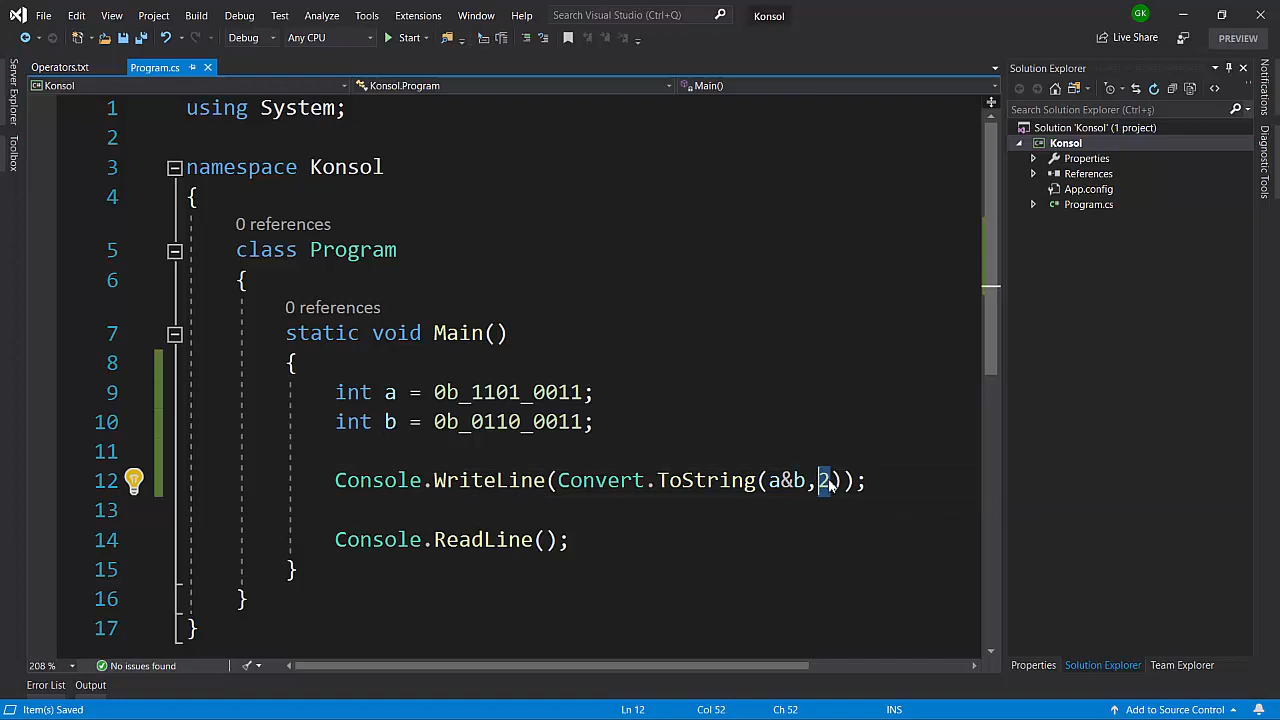 File Edit View Project Build Debug Test Analyze Tools Extensions Window Help Search Visual Studio (Ctrl+Q) Konsol GK
Debug Any CPU Start Live Share PREVIEW
Operators.txt Program.cs
Konsol Konsol.Program Main()
Server Explorer
Toolbox
1 using System;
2
3 namespace Konsol
4 {
0 references
5 class Program
6 {
0 references
7 static void Main()
8 {
9 int a = 0b_1101_0011;
10 int b = 0b_0110_0011;
11
12 Console.WriteLine(Convert.ToString(a&b,2));
13
14 Console.ReadLine();
15 }
16 }
17 }
Solution Explorer
Search Solution Explorer (Ctrl+ş)
Solution 'Konsol' (1 project)
Konsol
Properties
References
App.config
Program.cs
Notifications
Diagnostic Tools
208 % No issues found
Properties Solution Explorer Team Explorer
Error List Output
Item(s) Saved Ln 12 Col 52 Ch 52 INS Add to Source Control